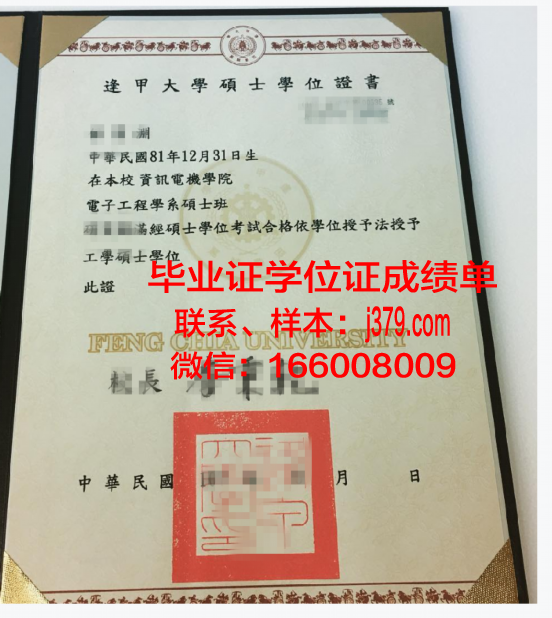 逢甲大學碩士學位證書
號
中華民國81年12月31日生
在本校 資訊電機學院
電子工程學系碩士班
滿經碩士學位考試合格依學位授予法授予
工學碩士學位
此證
毕业证学位证成绩单
联系、样本：j379.com
FENG CHIA UNIVERSITY
微信：166008009
校長
中華民國 月 日